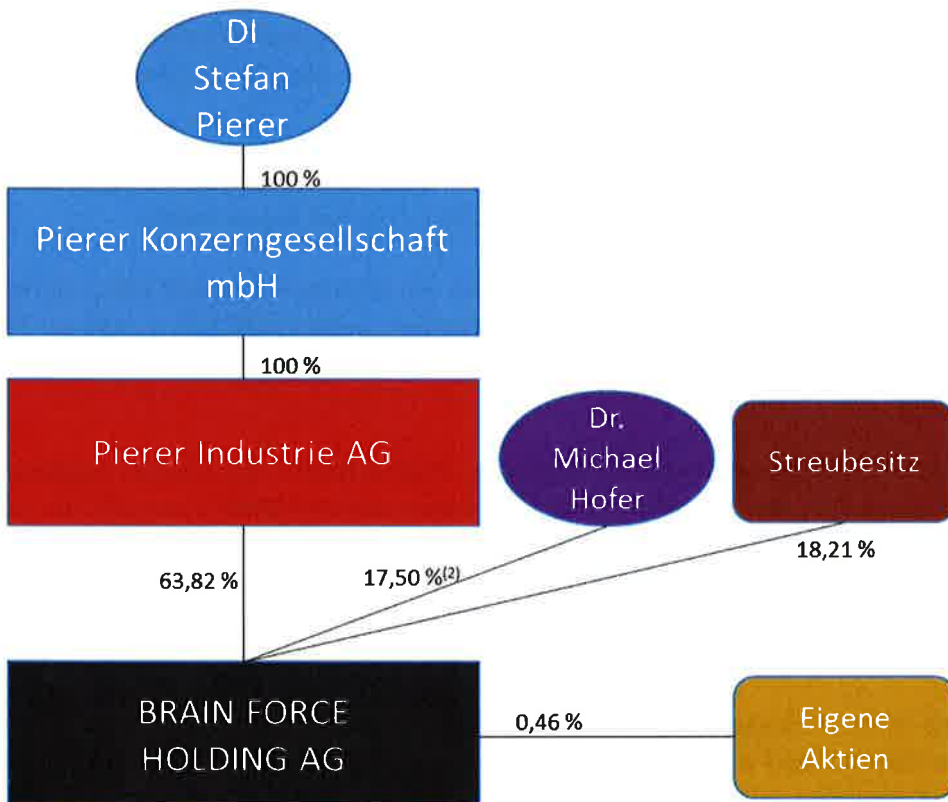 DI
Stefan
Pierer
100 %
Pierer Konzerngesellschaft
mbH
100 %
Pierer Industrie AG
Dr.
Michael
Hofer
Streubesitz
63,82 %
17,50 %(2)
18,21 %
BRAIN FORCE
HOLDING AG
0,46 %
Eigene
Aktien